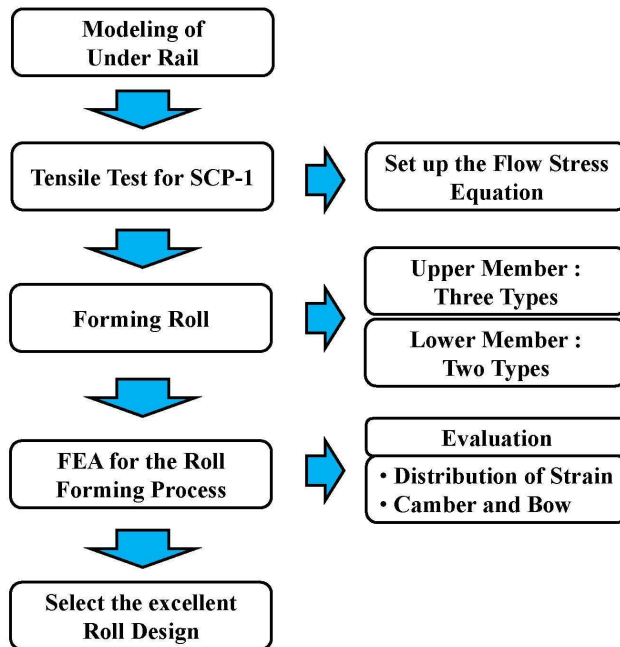 Modeling of
Under Rail
Tensile Test for SCP-1
Set up the Flow Stress
Equation
Forming Roll
Upper Member :
Three Types
Lower Member :
Two Types
FEA for the Roll
Forming Process
Evaluation
• Distribution of Strain
• Camber and Bow
Select the excellent
Roll Design